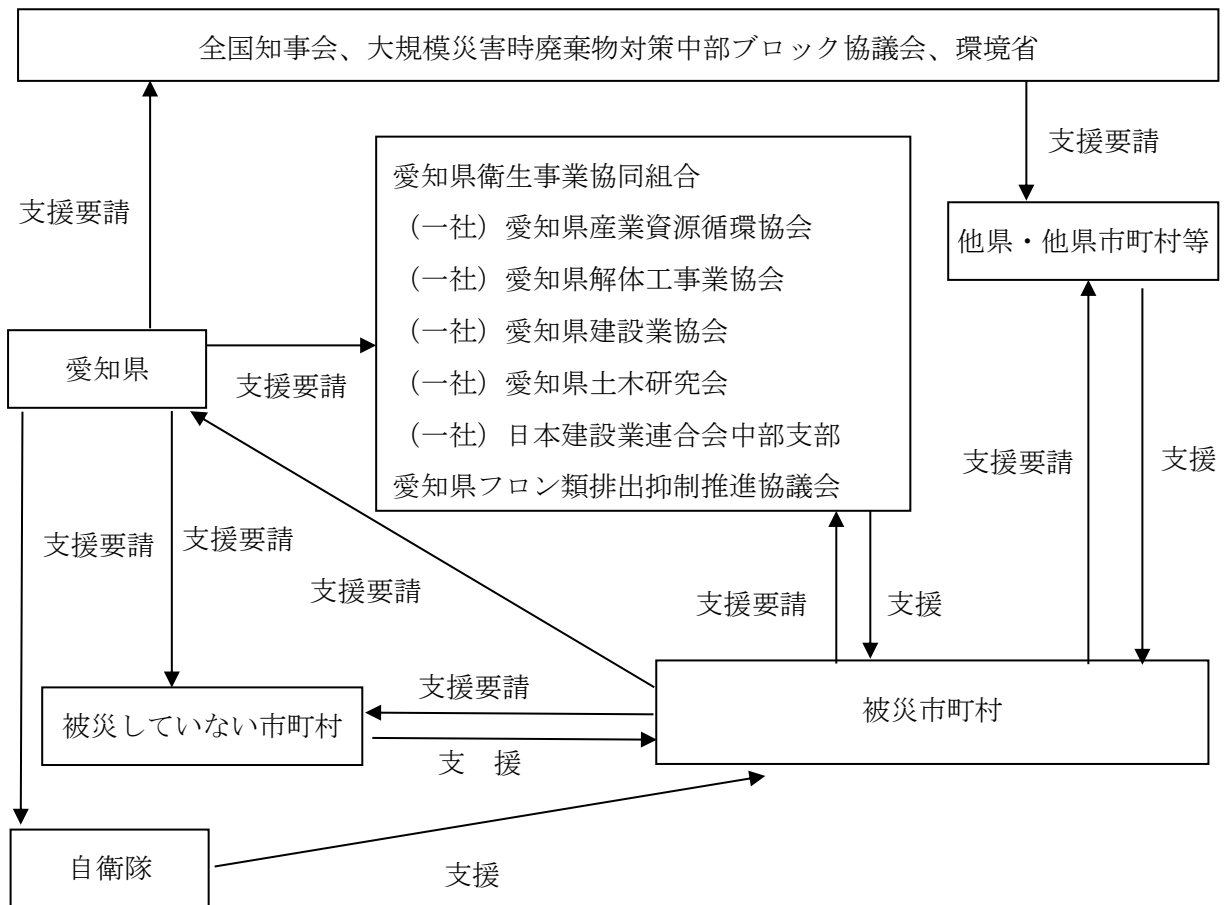 全国知事会、大規模災害時廃棄物対策中部ブロック協議会、環境省
支援要請
支援要請
愛知県衛生事業協同組合
（一社）愛知県産業資源循環協会
（一社）愛知県解体工事業協会
（一社）愛知県建設業協会
（一社）愛知県土木研究会
（一社）日本建設業連合会中部支部
愛知県フロン類排出抑制推進協議会
他県・他県市町村等
愛知県
支援要請
支援要請
支援
支援要請
支援要請
支援要請
支援要請
支援
被災していない市町村
支援要請
支　援
被災市町村
自衛隊
支援